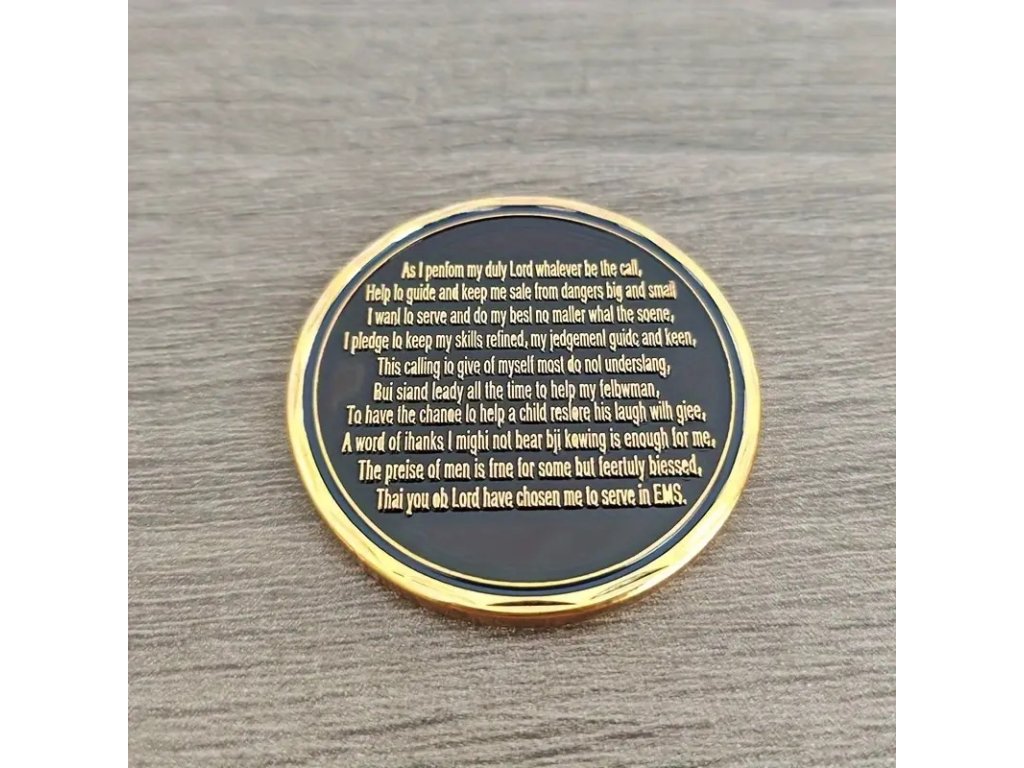 As I penfom my duly Lord whalever be the call,
Help lo guide and keep me sale from dangers big and small
I wanl lo serve and do my besl no maller whal the soene,
I pledge lo keep my skills refined, my jedgement guidc and keen,
This calling io give of myself most do not underslang,
Bui siand leady all the time to help my felbwman,
To have the chanoe lo help a child reslore his laugh wilh gjee,
A word of ihanks I mighi not bear bji kowing is enough for me,
The preise of men is frne for some but feertuly biessed,
Thai you ob Lord have chosen me lo serve in EMS.